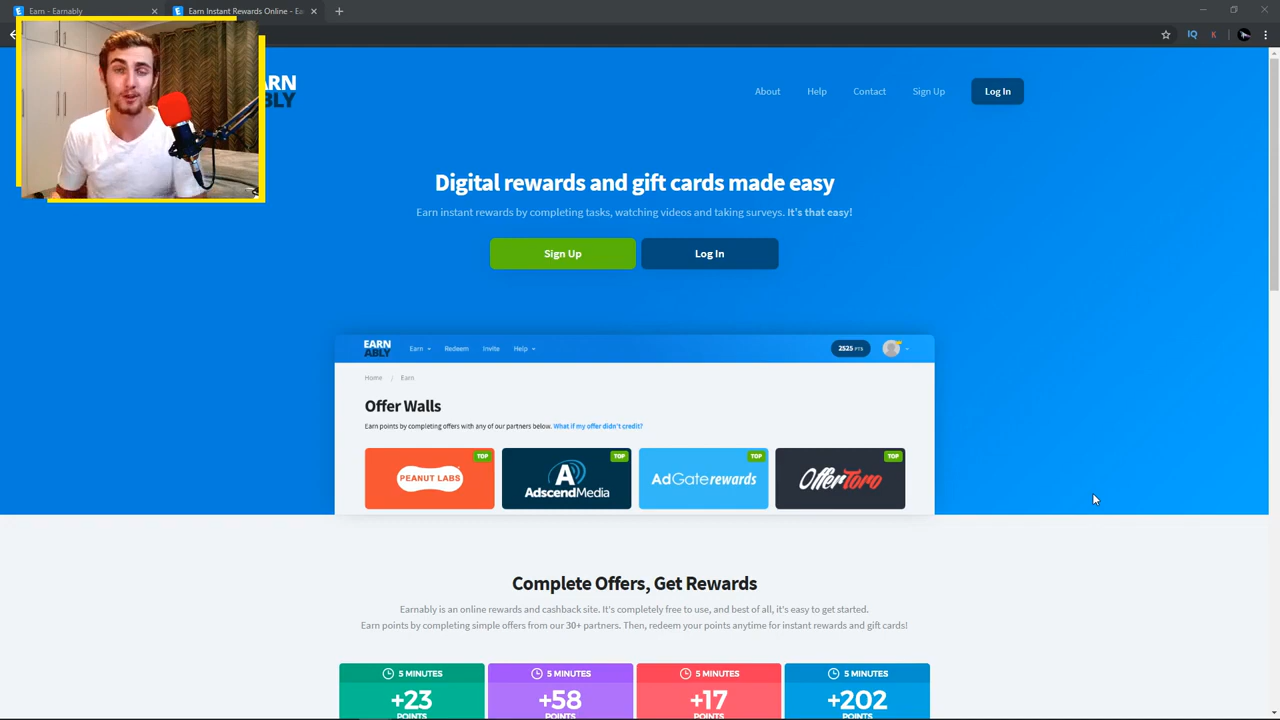 Earn - Earnably
Earn Instant Rewards Online - Ea
IQ
K
ARN
BLY
About
Help
Contact
Sign Up
Log In
Digital rewards and gift cards made easy
Earn instant rewards by completing tasks, watching videos and taking surveys. It's that easy!
Sign Up
Log In
EARN
ABLY
Earn
Redeem
Invite
Help
2525 PTS
Home / Earn
Offer Walls
Earn points by completing offers with any of our partners below. What if my offer didn't credit?
TOP
PEANUT LABS
TOP
AdscendMedia
TOP
AdGate rewards
TOP
OfferToro
Complete Offers, Get Rewards
Earnably is an online rewards and cashback site. It's completely free to use, and best of all, it's easy to get started.
Earn points by completing simple offers from our 30+ partners. Then, redeem your points anytime for instant rewards and gift cards!
5 MINUTES
+23
POINTS
5 MINUTES
+58
POINTS
5 MINUTES
+17
POINTS
5 MINUTES
+202
POINTS